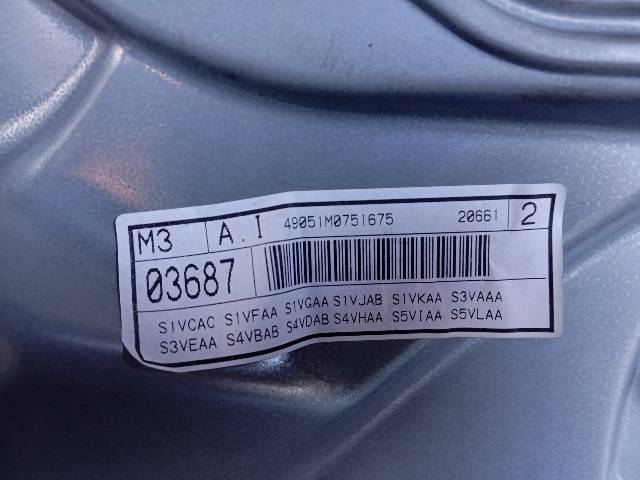 M3 A.I 49051M0751675 20661 2
03687
S1VCAC S1VFAA S1VGAA S1VJAB S1VKAA S3VAAA
S3VEAA S4VBAB S4VDAB S4VHAA S5VIAA S5VLAA